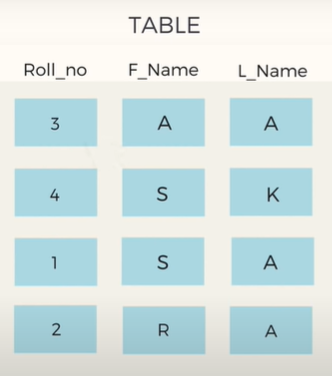 TABLE
Roll_no F_Name L_Name
3 A A
4 S K
1 S A
2 R A